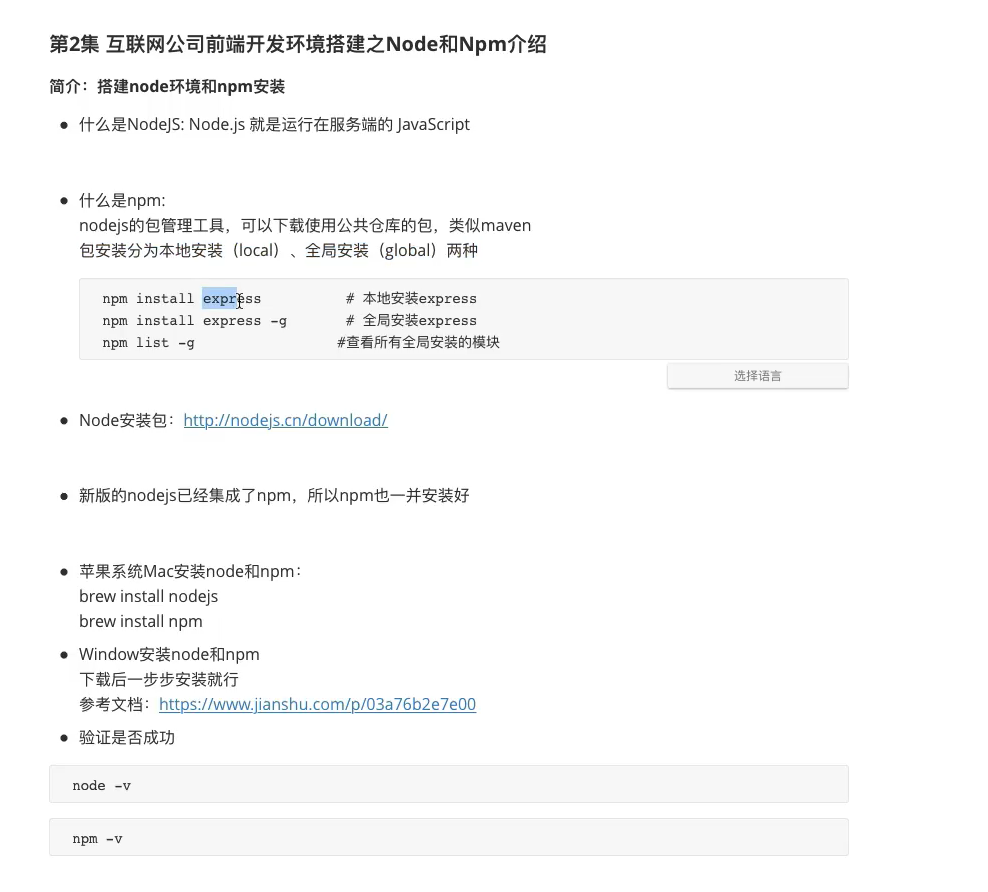 第2集 互联网公司前端开发环境搭建之Node和Npm介绍
简介：搭建node环境和npm安装
什么是NodeJS: Node.js 就是运行在服务端的 JavaScript
什么是npm:
nodejs的包管理工具，可以下载使用公共仓库的包，类似maven
包安装分为本地安装（local）、全局安装（global）两种
npm install express # 本地安装express
npm install express -g # 全局安装express
npm list -g #查看所有全局安装的模块
选择语言
Node安装包：http://nodejs.cn/download/
新版的nodejs已经集成了npm，所以npm也一并安装好
苹果系统Mac安装node和npm：
brew install nodejs
brew install npm
Window安装node和npm
下载后一步步安装就行
参考文档：https://www.jianshu.com/p/03a76b2e7e00
验证是否成功
node -v
npm -v